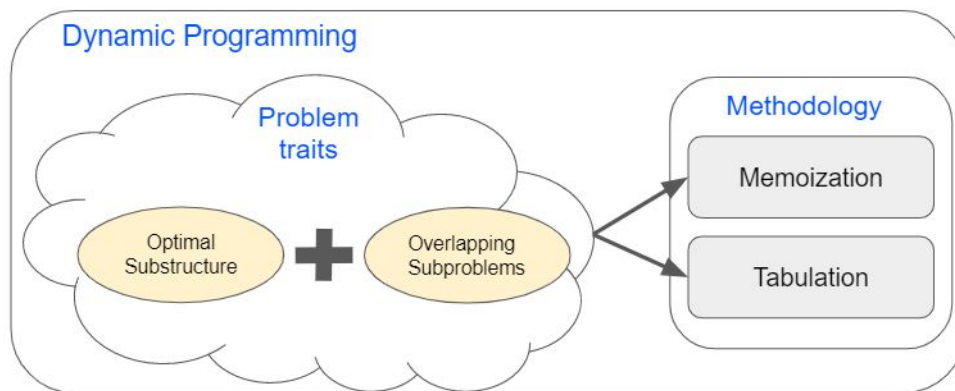 Dynamic Programming
Problem
traits
Optimal
Substructure
Overlapping
Subproblems
Methodology
Memoization
Tabulation